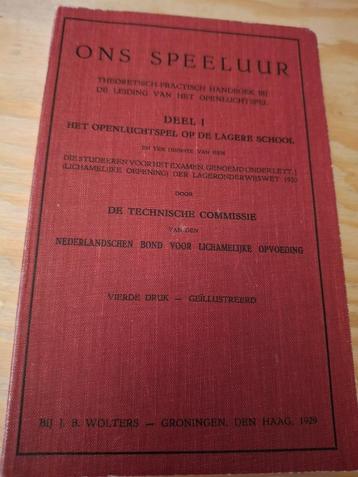 ONS SPEELUUR
THEORETISCH-PRACTISCH HANDBOEK BIJ
DE LEIDING VAN HET OPENLUCHTSPEL
DEEL I
HET OPENLUCHTSPEL OP DE LAGERE SCHOOL
EN TEN DIENSTE VAN HEN
DIE STUDEEREN VOOR HET EXAMEN, GENOEMD ONDER LETT. J
(LICHAMELIJKE OEFENING) DER LAGERONDERWIJSWET 1920
DOOR
DE TECHNISCHE COMMISSIE
VAN DEN
NEDERLANDSCHEN BOND VOOR LICHAMELIJKE OPVOEDING
VIERDE DRUK — GEÏLLUSTREERD
BIJ J. B. WOLTERS — GRONINGEN, DEN HAAG, 1929